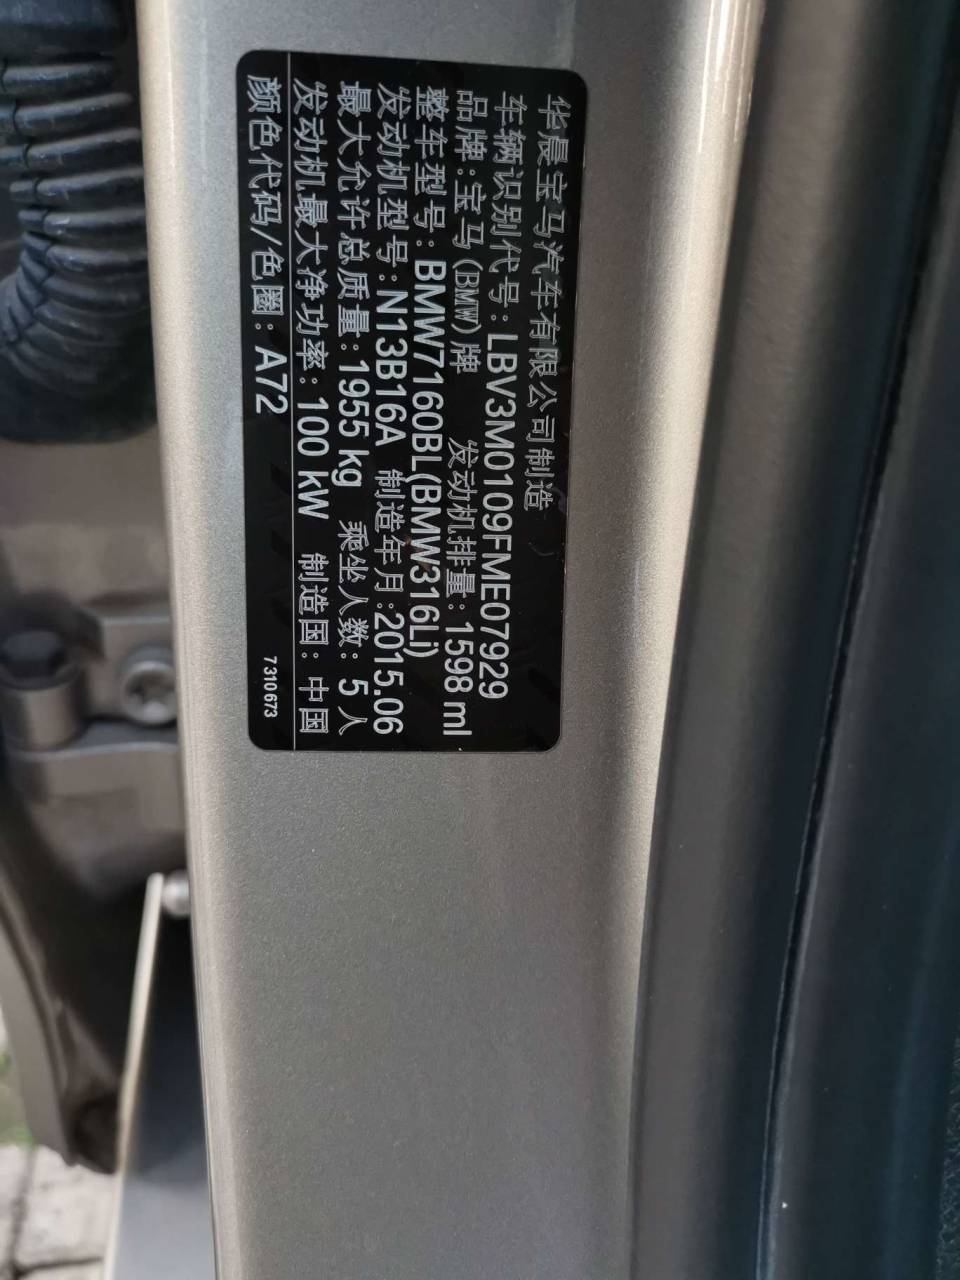 华晨宝马汽车有限公司制造
车辆识别代号:LBV3M0109FME07929
品牌:宝马(BMW)牌 发动机排量:1598 ml
整车型号:BMW7160BL(BMW316Li)
发动机型号:N13B16A 制造年月:2015.06
最大允许总质量:1955 kg 乘坐人数:5人
发动机最大净功率:100 kW 制造国:中国
颜色代码/色圈:A72 7 310 673